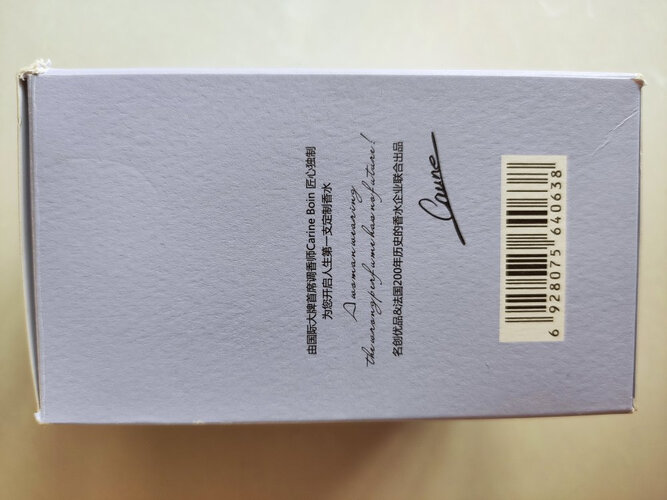 由国际大牌首席调香师Carine Boin 匠心独制
为您开启人生第一支定制香水
A woman wearing
the wrong perfume has no future!
名创优品&法国200年历史的香水企业联合出品
Carine
6 928075 640638